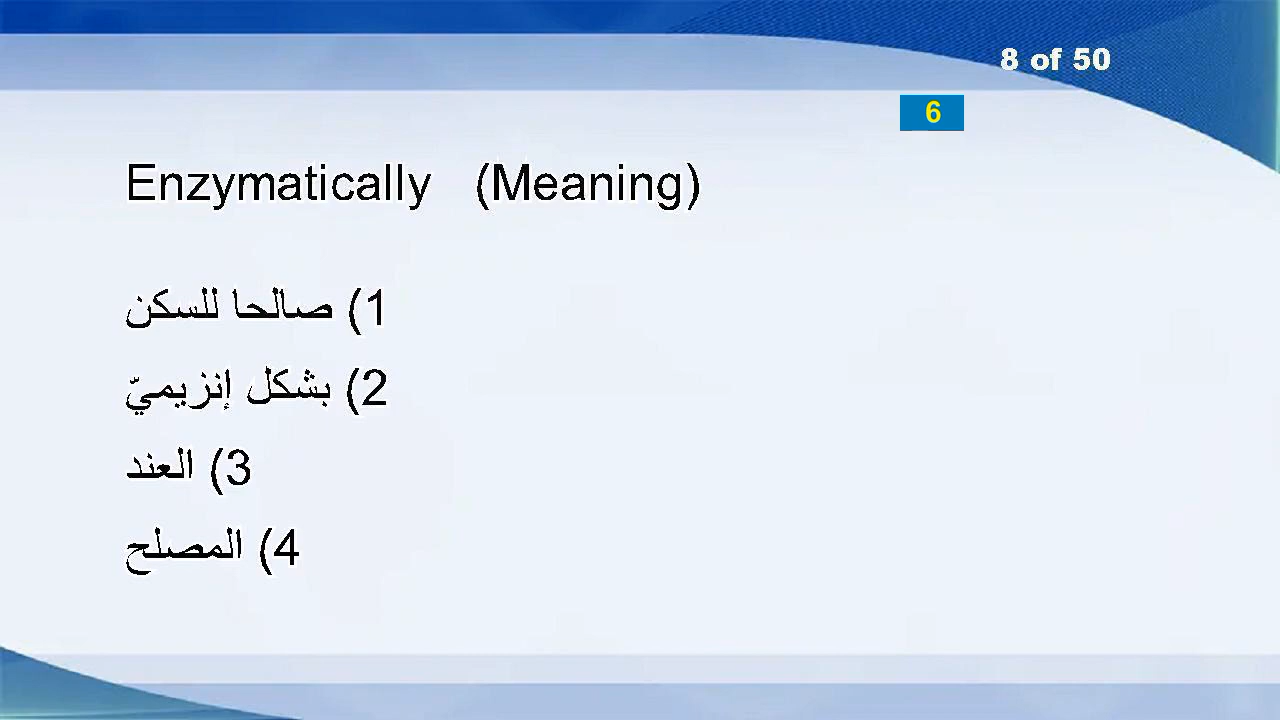 8 of 50
6
Enzymatically (Meaning)
1) صالحا للسكن
2) بشكل إنزيميّ
3) العند
4) المصلح